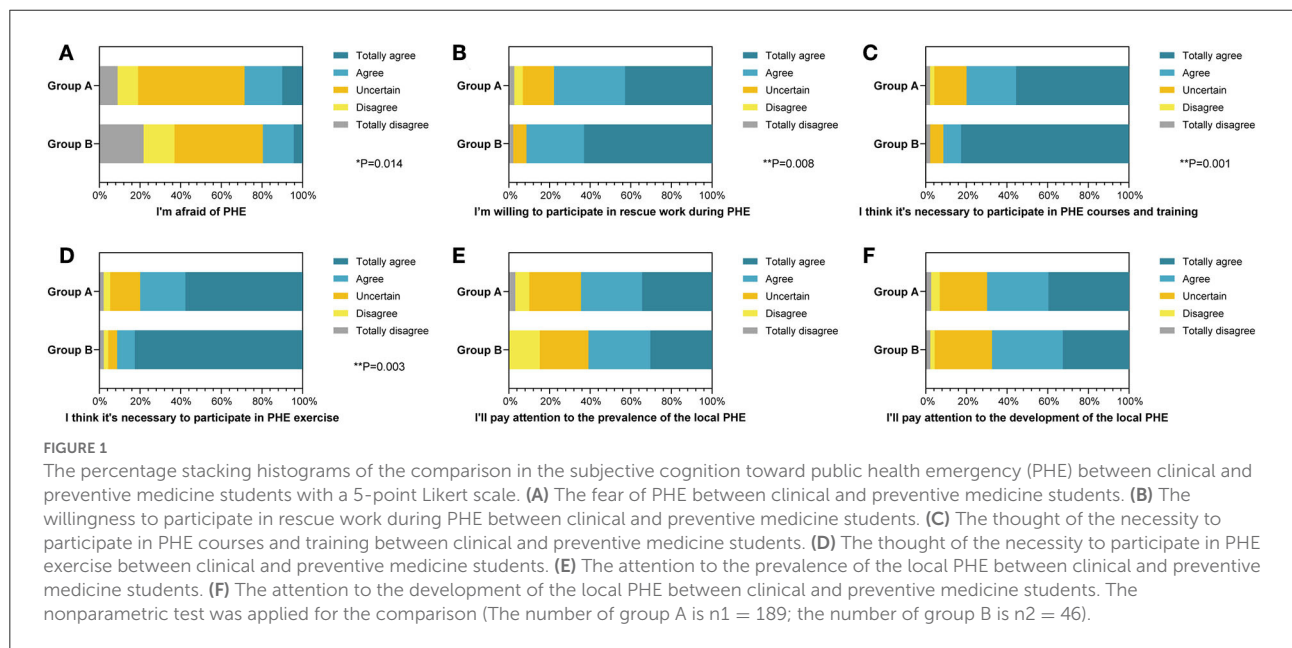 A
Group A
Group B
0% 20% 40% 60% 80% 100%
I'm afraid of PHE
Totally agree
Agree
Uncertain
Disagree
Totally disagree
*P=0.014
B
Group A
Group B
0% 20% 40% 60% 80% 100%
I'm willing to participate in rescue work during PHE
Totally agree
Agree
Uncertain
Disagree
Totally disagree
**P=0.008
C
Group A
Group B
0% 20% 40% 60% 80% 100%
I think it's necessary to participate in PHE courses and training
Totally agree
Agree
Uncertain
Disagree
Totally disagree
**P=0.001
D
Group A
Group B
0% 20% 40% 60% 80% 100%
I think it's necessary to participate in PHE exercise
Totally agree
Agree
Uncertain
Disagree
Totally disagree
**P=0.003
E
Group A
Group B
0% 20% 40% 60% 80% 100%
I'll pay attention to the prevalence of the local PHE
Totally agree
Agree
Uncertain
Disagree
Totally disagree
F
Group A
Group B
0% 20% 40% 60% 80% 100%
I'll pay attention to the development of the local PHE
Totally agree
Agree
Uncertain
Disagree
Totally disagree
FIGURE 1
The percentage stacking histograms of the comparison in the subjective cognition toward public health emergency (PHE) between clinical and
preventive medicine students with a 5-point Likert scale. (A) The fear of PHE between clinical and preventive medicine students. (B) The
willingness to participate in rescue work during PHE between clinical and preventive medicine students. (C) The thought of the necessity to
participate in PHE courses and training between clinical and preventive medicine students. (D) The thought of the necessity to participate in PHE
exercise between clinical and preventive medicine students. (E) The attention to the prevalence of the local PHE between clinical and preventive
medicine students. (F) The attention to the development of the local PHE between clinical and preventive medicine students. The
nonparametric test was applied for the comparison (The number of group A is n1 = 189; the number of group B is n2 = 46).